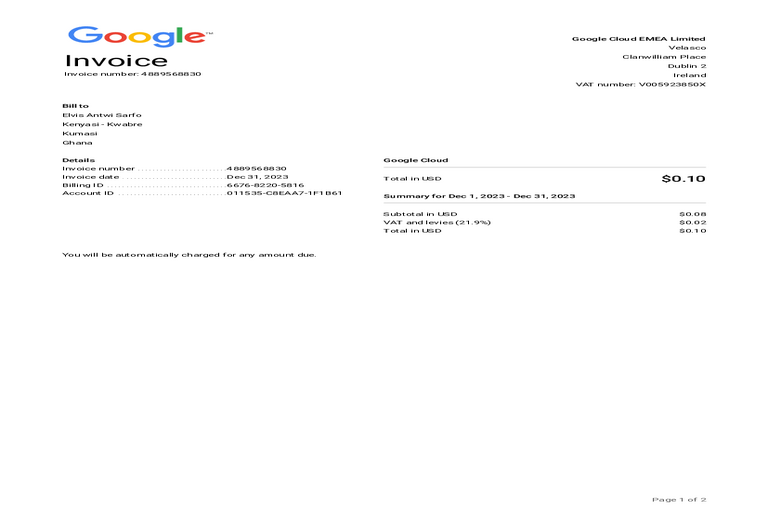 Google™
Invoice
Invoice number: 4889568830
Google Cloud EMEA Limited
Velasco
Clanwilliam Place
Dublin 2
Ireland
VAT number: V005923850X
Bill to
Elvis Antwi Sarfo
Kenyasi - Kwabre
Kumasi
Ghana
Details
Invoice number ........................ 4889568830
Invoice date ........................ Dec 31, 2023
Billing ID ........................ 6676-8220-5816
Account ID ........................ 011535-C8EAA7-1F1B61
Google Cloud
Total in USD $0.10
Summary for Dec 1, 2023 - Dec 31, 2023
Subtotal in USD $0.08
VAT and levies (21.9%) $0.02
Total in USD $0.10
You will be automatically charged for any amount due.
Page 1 of 2